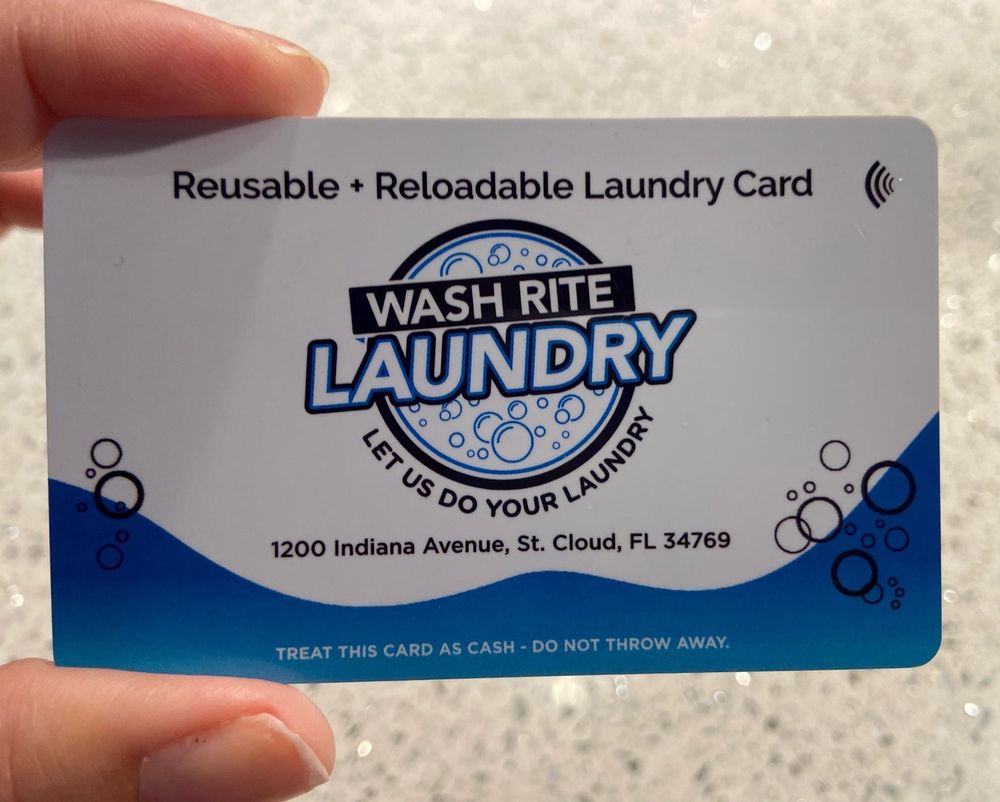 Reusable + Reloadable Laundry Card
WASH RITE
LAUNDRY
LET US DO YOUR LAUNDRY
1200 Indiana Avenue, St. Cloud, FL 34769
TREAT THIS CARD AS CASH - DO NOT THROW AWAY.